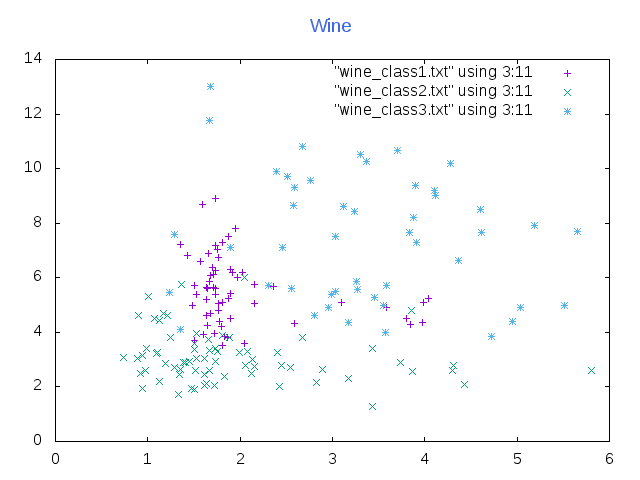 Wine
14
12
10
8
6
4
2
0
"wine_class1.txt" using 3:11
"wine_class2.txt" using 3:11
"wine_class3.txt" using 3:11
0 1 2 3 4 5 6